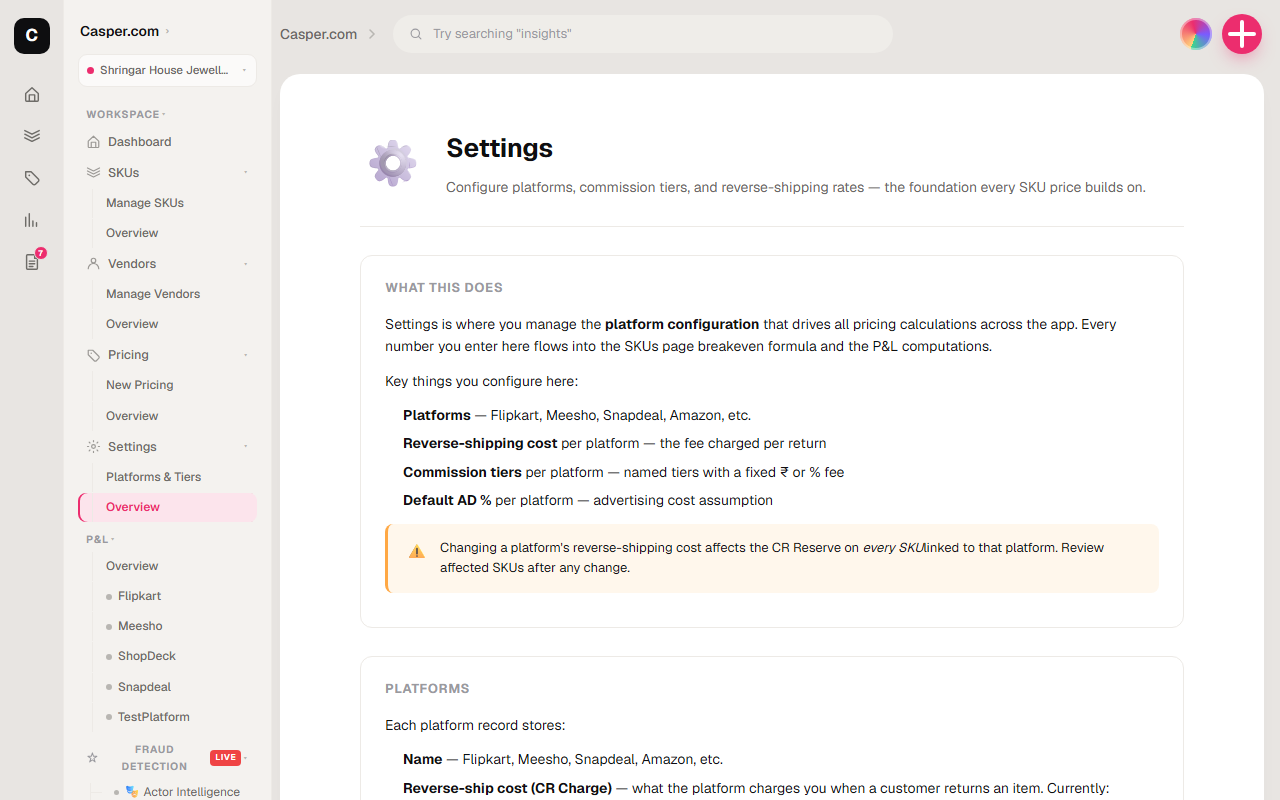 C
Casper.com ›
Casper.com
Try searching "insights"
Shringar House Jewell...
WORKSPACE
Dashboard
SKUs
Manage SKUs
Overview
Vendors
Manage Vendors
Overview
Pricing
New Pricing
Overview
Settings
Platforms & Tiers
Overview
P&L
Overview
Flipkart
Meesho
ShopDeck
Snapdeal
TestPlatform
FRAUD
DETECTION
LIVE
Actor Intelligence
7
Settings
Configure platforms, commission tiers, and reverse-shipping rates — the foundation every SKU price builds on.
WHAT THIS DOES
Settings is where you manage the platform configuration that drives all pricing calculations across the app. Every
number you enter here flows into the SKUs page breakeven formula and the P&L computations.
Key things you configure here:
Platforms — Flipkart, Meesho, Snapdeal, Amazon, etc.
Reverse-shipping cost per platform — the fee charged per return
Commission tiers per platform — named tiers with a fixed ₹ or % fee
Default AD % per platform — advertising cost assumption
Changing a platform's reverse-shipping cost affects the CR Reserve on every SKU linked to that platform. Review
affected SKUs after any change.
PLATFORMS
Each platform record stores:
Name — Flipkart, Meesho, Snapdeal, Amazon, etc.
Reverse-ship cost (CR Charge) — what the platform charges you when a customer returns an item. Currently: